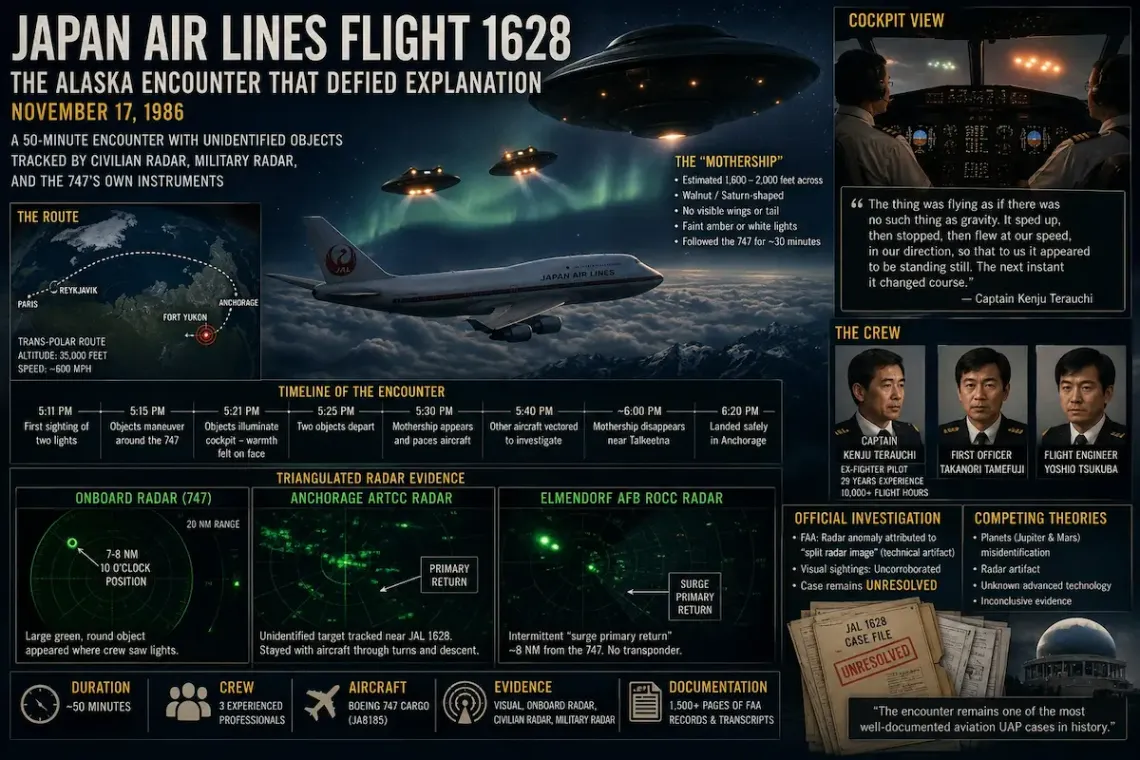 JAPAN AIR LINES FLIGHT 1628
THE ALASKA ENCOUNTER THAT DEFIED EXPLANATION
NOVEMBER 17, 1986
A 50-MINUTE ENCOUNTER WITH UNIDENTIFIED OBJECTS
TRACKED BY CIVILIAN RADAR, MILITARY RADAR,
AND THE 747'S OWN INSTRUMENTS
THE "MOTHERSHIP"
• Estimated 1,600 – 2,000 feet across
• Walnut / Saturn-shaped
• No visible wings or tail
• Faint amber or white lights
• Followed the 747 for ~30 minutes
JAL
JAPAN AIR LINES
COCKPIT VIEW
“ The thing was flying as if there was
no such thing as gravity. It sped up,
then stopped, then flew at our speed,
in our direction, so that to us it appeared
to be standing still. The next instant
it changed course.”
— Captain Kenju Terauchi
THE ROUTE
REYKJAVIK
PARIS
ANCHORAGE
FORT YUKON
TRANS-POLAR ROUTE
ALTITUDE: 35,000 FEET
SPEED: ~600 MPH
THE CREW
CAPTAIN
KENJU TERAUCHI
EX-FIGHTER PILOT
29 YEARS EXPERIENCE
10,000+ FLIGHT HOURS
FIRST OFFICER
TAKANORI TAMEFUJI
FLIGHT ENGINEER
YOSHIO TSUKUBA
TIMELINE OF THE ENCOUNTER
5:11 PM
First sighting of
two lights
5:15 PM
Objects maneuver
around the 747
5:21 PM
Objects illuminate
cockpit – warmth
felt on face
5:25 PM
Two objects depart
5:30 PM
Mothership appears
and paces aircraft
5:40 PM
Other aircraft vectored
to investigate
~6:00 PM
Mothership disappears
near Talkeetna
6:20 PM
Landed safely
in Anchorage
TRIANGULATED RADAR EVIDENCE
ONBOARD RADAR (747)
20 NM RANGE
7-8 NM
10 O'CLOCK
POSITION
Large green, round object
appeared where crew saw lights.
ANCHORAGE ARTCC RADAR
PRIMARY
RETURN
Unidentified target tracked near JAL 1628.
Stayed with aircraft through turns and descent.
ELMENDORF AFB ROCC RADAR
SURGE
PRIMARY
RETURN
Intermittent "surge primary return"
~8 NM from the 747. No transponder.
OFFICIAL INVESTIGATION
• FAA: Radar anomaly attributed to
"split radar image" (technical artifact)
• Visual sightings: Uncorroborated
• Case remains UNRESOLVED
COMPETING THEORIES
• Planets (Jupiter & Mars)
misidentification
• Radar artifact
• Unknown advanced technology
• Inconclusive evidence
JAL 1628
CASE FILE
UNRESOLVED
"The encounter remains one of the most
well-documented aviation UAP cases in history."
DURATION
~50 MINUTES
CREW
3 EXPERIENCED
PROFESSIONALS
AIRCRAFT
BOEING 747 CARGO
(JA8185)
EVIDENCE
VISUAL, ONBOARD RADAR,
CIVILIAN RADAR, MILITARY RADAR
DOCUMENTATION
1,500+ PAGES OF FAA
RECORDS & TRANSCRIPTS